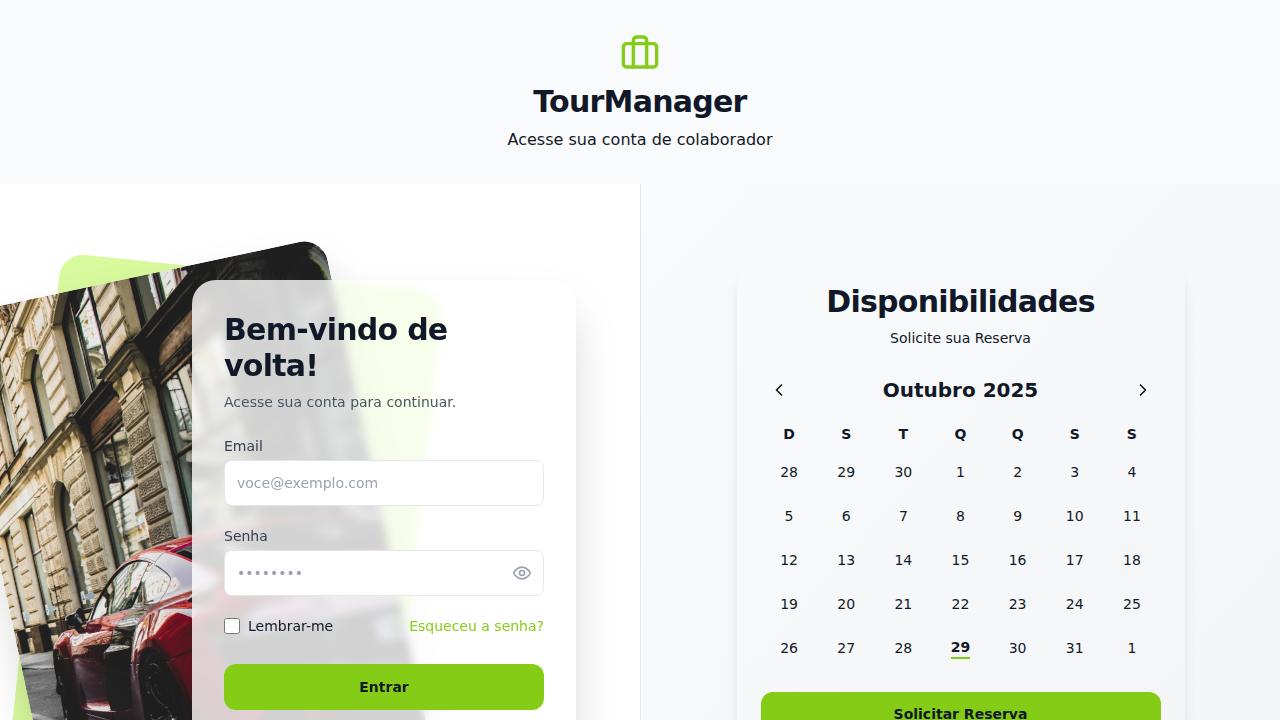 TourManager
Acesse sua conta de colaborador
Bem-vindo de
volta!
Acesse sua conta para continuar.
Email
voce@exemplo.com
Senha
••••••••
Lembrar-me
Esqueceu a senha?
Entrar
Disponibilidades
Solicite sua Reserva
Outubro 2025
D S T Q Q S S
28 29 30 1 2 3 4
5 6 7 8 9 10 11
12 13 14 15 16 17 18
19 20 21 22 23 24 25
26 27 28 29 30 31 1
Solicitar Reserva